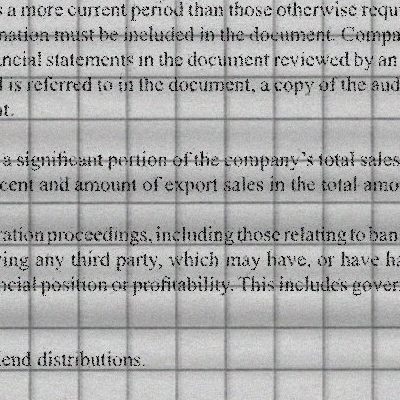 s a more current period than those otherwise requ
nation must be included in the document. Compa
ancial statements in the document reviewed by an
d is referred to in the document, a copy of the aud
nt.
a significant portion of the company's total sales
cent and amount of export sales in the total amo
ration proceedings, including those relating to ban
ving any third party, which may have, or have ha
ncial position or profitability. This includes gover
lend distributions.